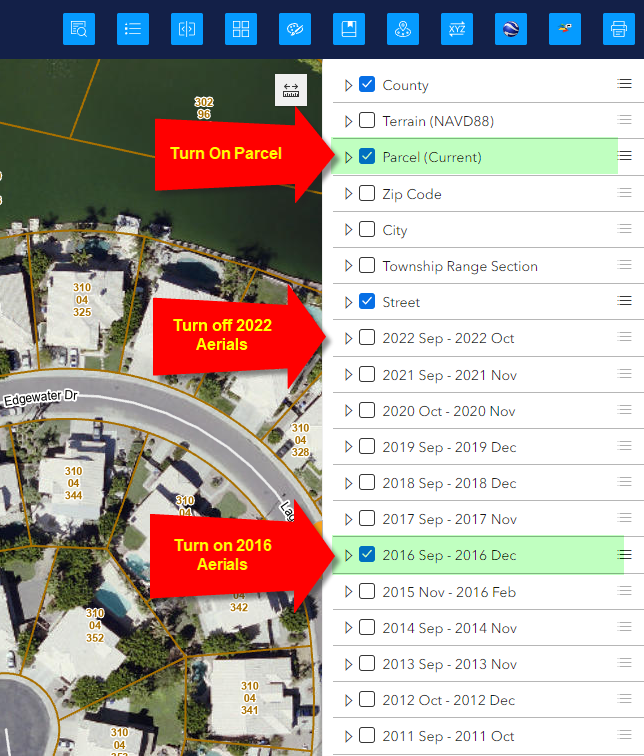 XYZ
County
Terrain (NAVD88)
302
96
Turn On Parcel
Parcel (Current)
Zip Code
City
Township Range Section
310
04
325
Street
Turn off 2022
Aerials
2022 Sep - 2022 Oct
2021 Sep - 2021 Nov
Edgewater Dr
2020 Oct - 2020 Nov
310
04
328
2019 Sep - 2019 Dec
310
04
344
2018 Sep - 2018 Dec
310
04
Lag
2017 Sep - 2017 Nov
Turn on 2016
Aerials
2016 Sep - 2016 Dec
2015 Nov - 2016 Feb
342
310
04
352
2014 Sep - 2014 Nov
2013 Sep - 2013 Nov
310
04
341
2012 Oct - 2012 Dec
310
04
2011 Sep - 2011 Oct